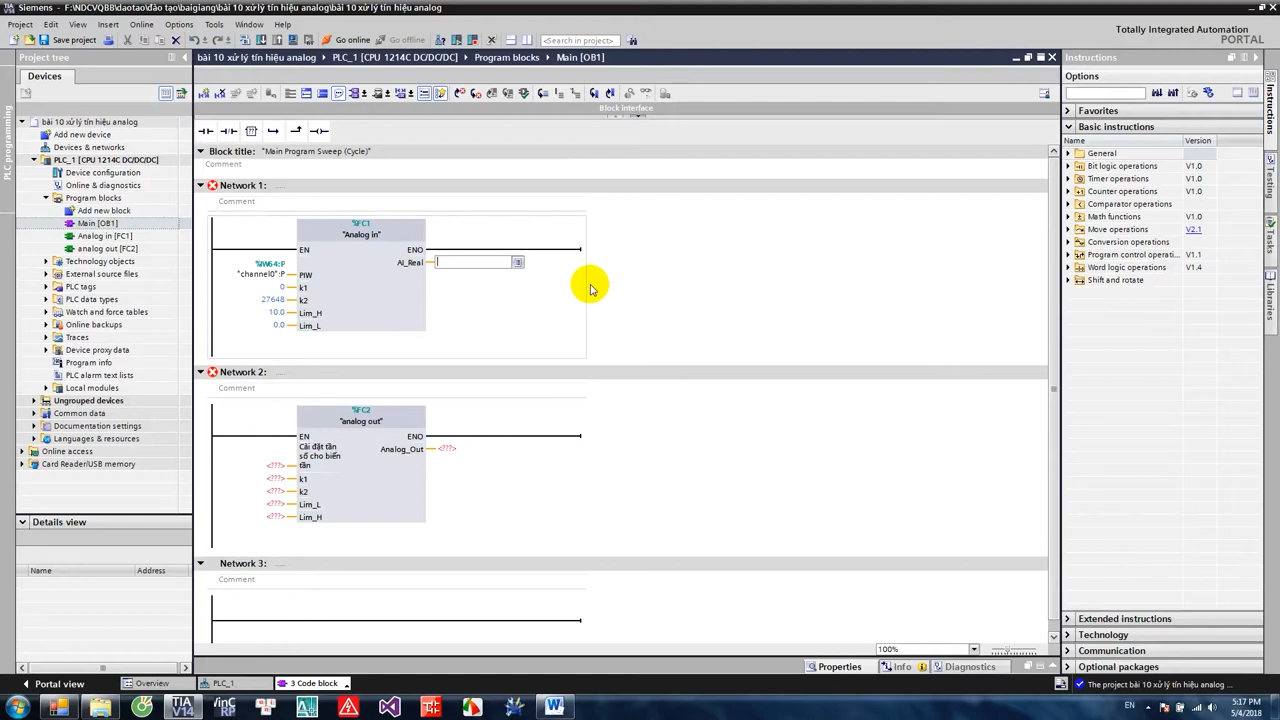 Siemens - F:\NDCVQBB\daotao\đào tạo\baigiang\bài 10 xử lý tín hiệu analog\bài 10 xử lý tín hiệu analog
Project Edit View Insert Online Options Tools Window Help
Totally Integrated Automation
PORTAL
Save project
Go online
Go offline
<Search in project>
Project tree
bài 10 xử lý tín hiệu analog
PLC_1 [CPU 1214C DC/DC/DC]
Program blocks
Main [OB1]
Instructions
Devices
Options
PLC programming
Block interface
Favorites
Basic instructions
Name
Version
bài 10 xử lý tín hiệu analog
Add new device
Devices & networks
PLC_1 [CPU 1214C DC/DC/DC]
Device configuration
Online & diagnostics
Program blocks
Add new block
Main [OB1]
Analog in [FC1]
analog out [FC2]
Technology objects
External source files
PLC tags
PLC data types
Watch and force tables
Online backups
Traces
Device proxy data
Program info
PLC alarm text lists
Local modules
Ungrouped devices
Common data
Documentation settings
Languages & resources
Online access
Card Reader/USB memory
Details view
Name
Address
Block title: "Main Program Sweep (Cycle)"
Comment
Network 1: .....
Comment
%FC1
"Analog in"
EN
ENO
%IW64:P
"channel0":P
PIW
AI_Real
0
k1
27648
k2
10.0
Lim_H
0.0
Lim_L
Network 2: .....
Comment
%FC2
"analog out"
EN
ENO
Cài đặt tần
số cho biến
tần
<???>
Analog_Out
<???>
<???>
k1
<???>
k2
<???>
Lim_L
<???>
Lim_H
Network 3: .....
Comment
100%
General
Bit logic operations V1.0
Timer operations V1.0
Counter operations V1.0
Comparator operations
Math functions V1.0
Move operations V2.1
Conversion operations
Program control operati... V1.1
Word logic operations V1.4
Shift and rotate
Extended instructions
Technology
Communication
Optional packages
Instructions
Testing
Tasks
Libraries
Properties
Info
Diagnostics
Portal view
Overview
PLC_1
3 Code block
The project bài 10 xử lý tín hiệu analog ...
TIA
V14
EN
5:17 PM
5/4/2018